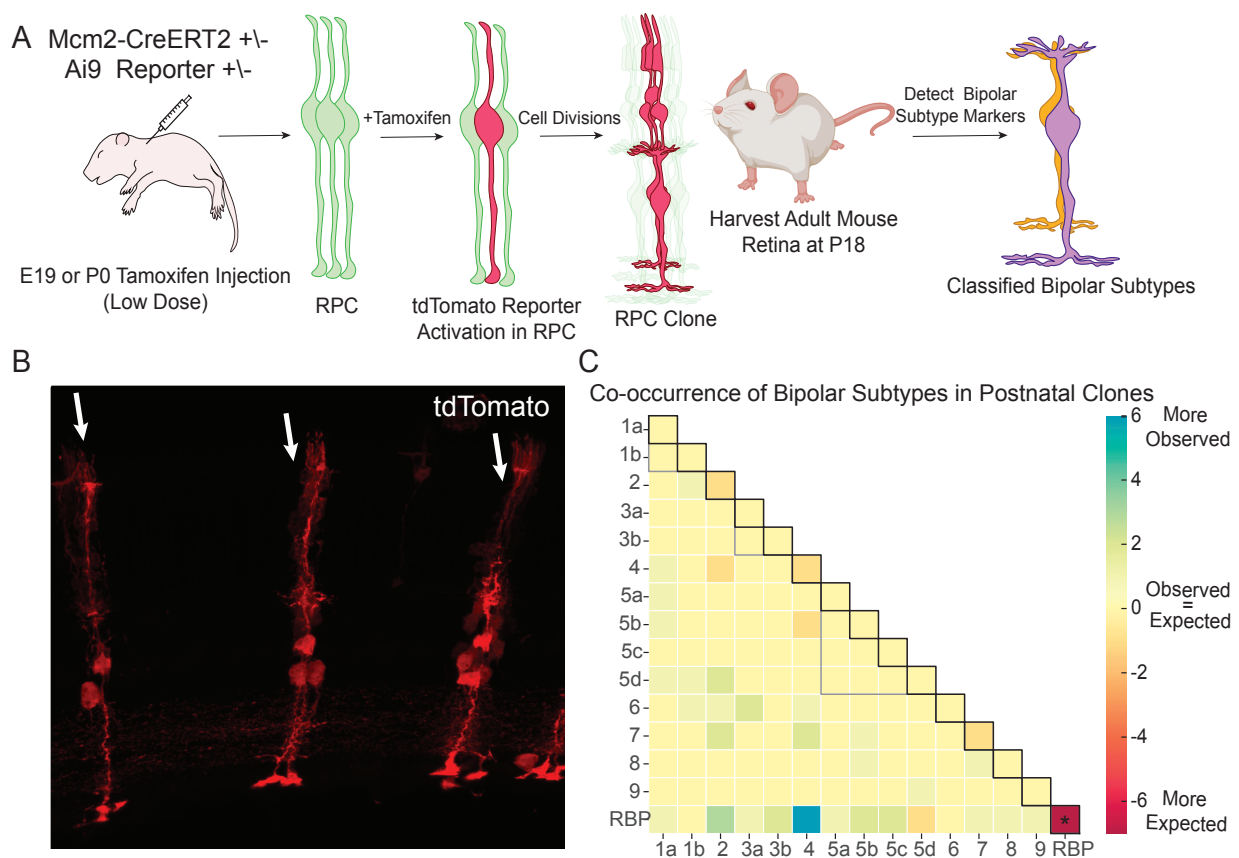 A
Mcm2-CreERT2 +\-
Ai9 Reporter +\-
+Tamoxifen
Cell Divisions
Detect Bipolar
Subtype Markers
E19 or P0 Tamoxifen Injection
(Low Dose)
RPC
tdTomato Reporter
Activation in RPC
RPC Clone
Harvest Adult Mouse
Retina at P18
Classified Bipolar Subtypes
B
tdTomato
C
Co-occurrence of Bipolar Subtypes in Postnatal Clones
1a
1b
2
3a
3b
4
5a
5b
5c
5d
6
7
8
9
RBP
*
1a 1b 2 3a 3b 4 5a 5b 5c 5d 6 7 8 9 RBP
6
4
2
0
-2
-4
-6
More
Observed
Observed
=
Expected
More
Expected